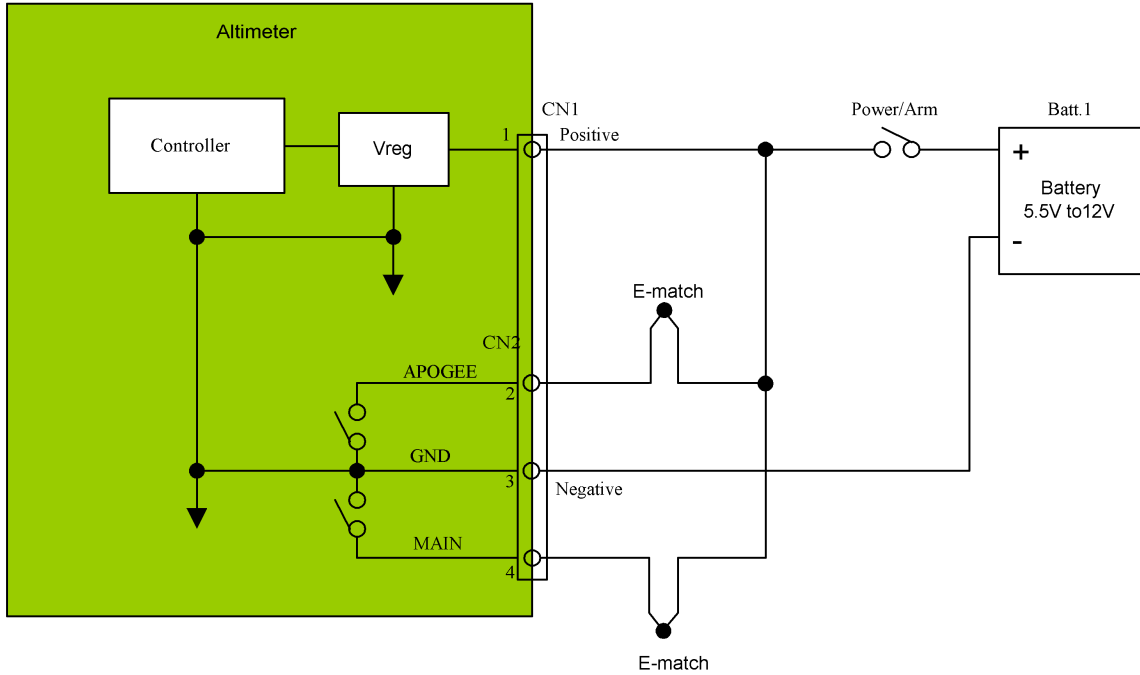 Altimeter
CN1
Power/Arm
Batt.1
1
Positive
Controller
Vreg
+
Battery
5.5V to12V
-
E-match
CN2
APOGEE
2
GND
3
Negative
MAIN
4
E-match